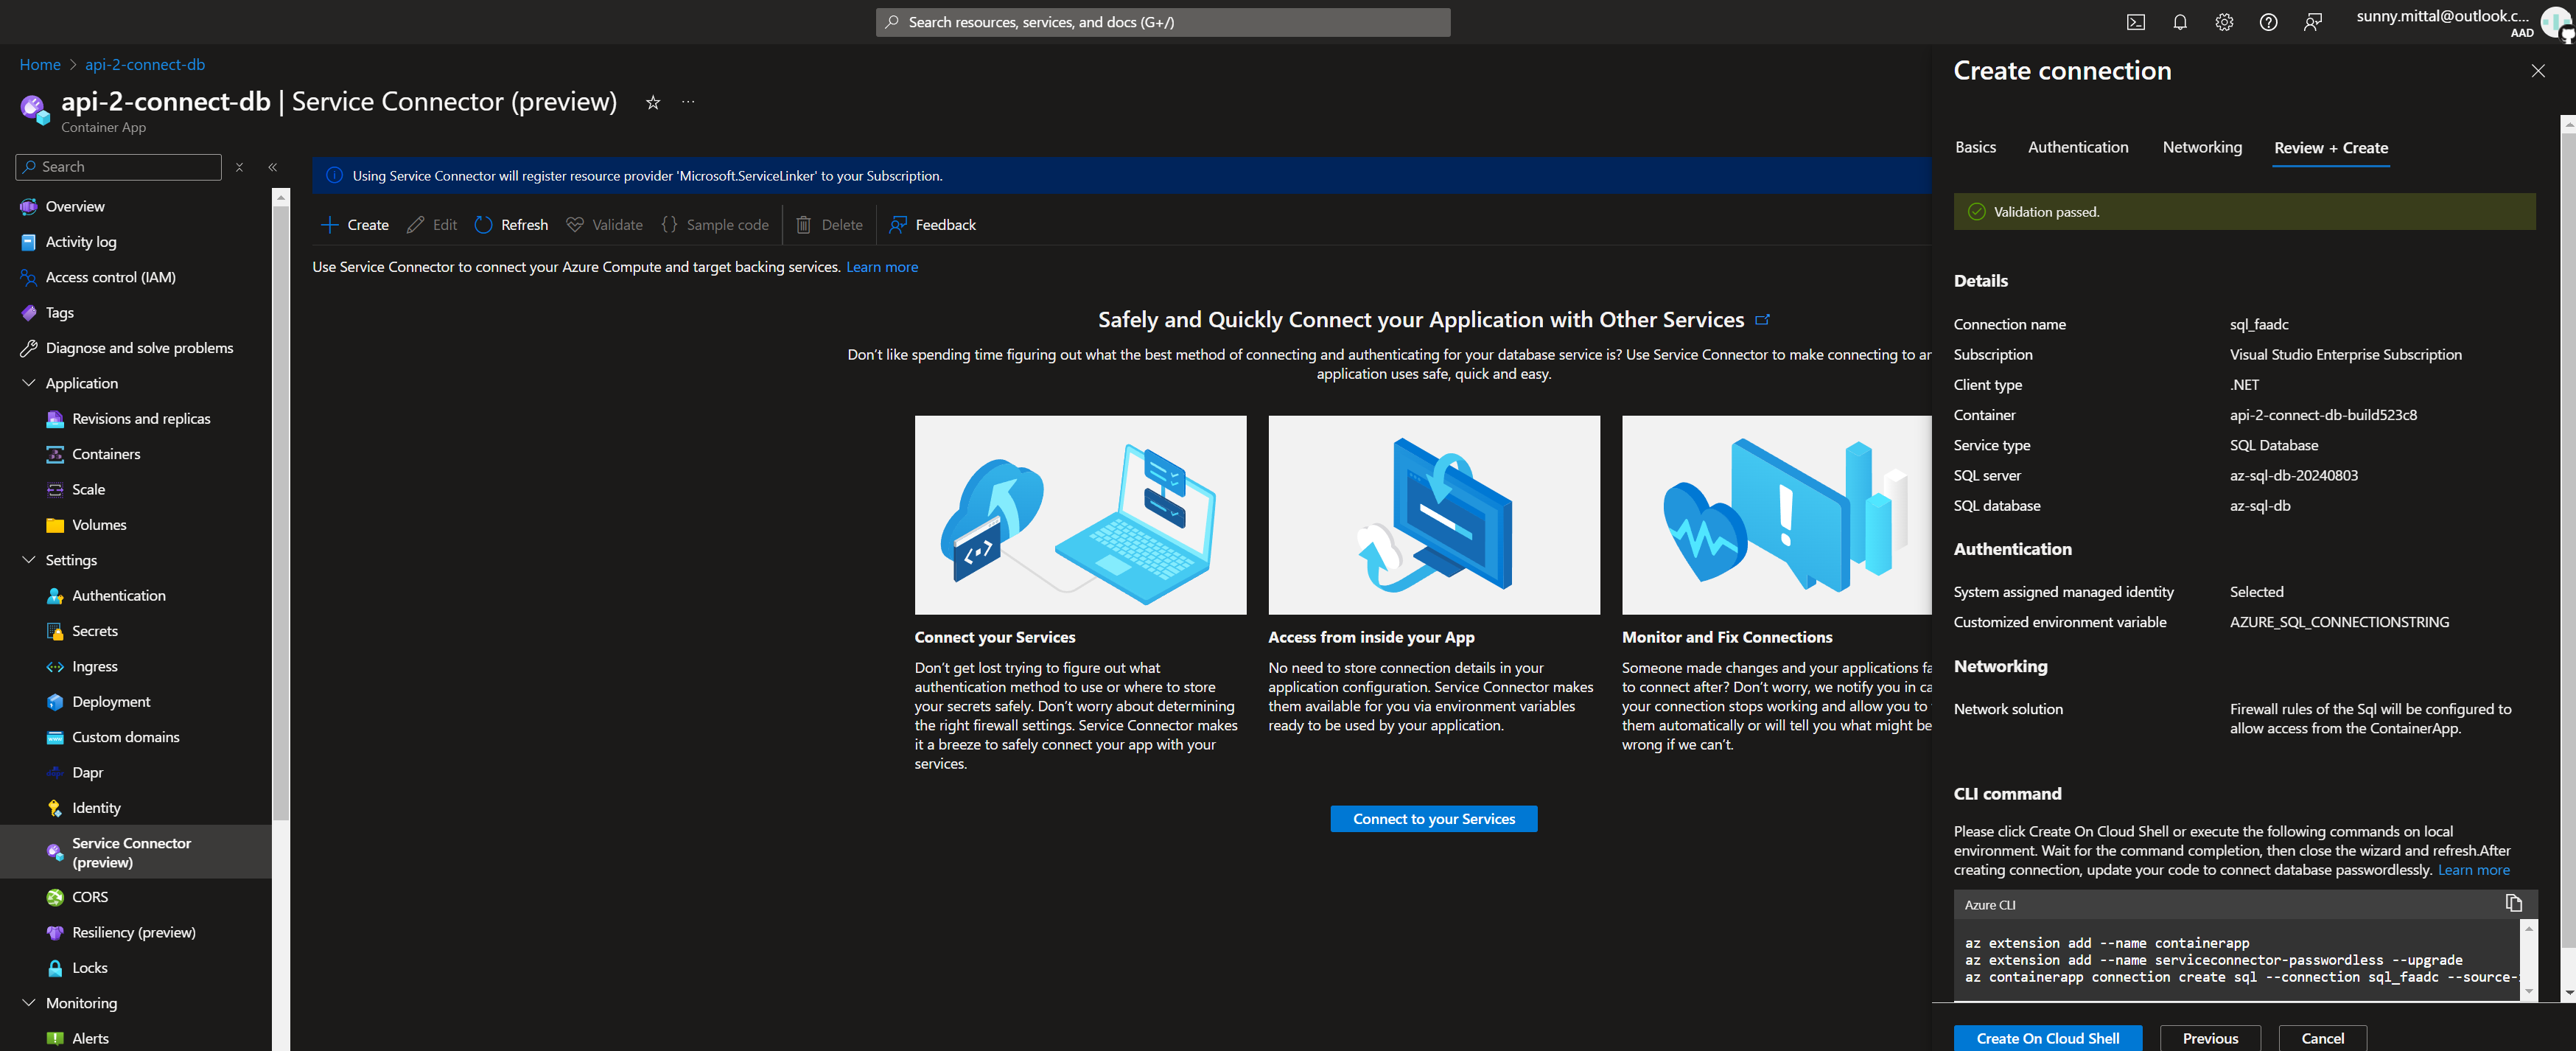 Search resources, services, and docs (G+/)
sunny.mittal@outlook.c...
AAD
Home > api-2-connect-db
api-2-connect-db | Service Connector (preview)
Container App
Search
Overview
Activity log
Access control (IAM)
Tags
Diagnose and solve problems
Application
Revisions and replicas
Containers
Scale
Volumes
Settings
Authentication
Secrets
Ingress
Deployment
Custom domains
Dapr
Identity
Service Connector
(preview)
CORS
Resiliency (preview)
Locks
Monitoring
Alerts
Using Service Connector will register resource provider 'Microsoft.ServiceLinker' to your Subscription.
Create Edit Refresh Validate Sample code Delete Feedback
Use Service Connector to connect your Azure Compute and target backing services. Learn more
Safely and Quickly Connect your Application with Other Services
Don't like spending time figuring out what the best method of connecting and authenticating for your database service is? Use Service Connector to make connecting to
application uses safe, quick and easy.
Connect your Services
Don't get lost trying to figure out what
authentication method to use or where to store
your secrets safely. Don't worry about determining
the right firewall settings. Service Connector makes
it a breeze to safely connect your app with your
services.
Access from inside your App
No need to store connection details in your
application configuration. Service Connector makes
them available for you via environment variables
ready to be used by your application.
Monitor and Fix Connections
Someone made changes and your applications
to connect after? Don't worry, we notify you in
your connection stops working and allow you to
them automatically or will tell you what might be
wrong if we can't.
Connect to your Services
Create connection
Basics Authentication Networking Review + Create
Validation passed.
Details
Connection name sql_faadc
Subscription Visual Studio Enterprise Subscription
Client type .NET
Container api-2-connect-db-build523c8
Service type SQL Database
SQL server az-sql-db-20240803
SQL database az-sql-db
Authentication
System assigned managed identity Selected
Customized environment variable AZURE_SQL_CONNECTIONSTRING
Networking
Network solution Firewall rules of the Sql will be configured to
allow access from the ContainerApp.
CLI command
Please click Create On Cloud Shell or execute the following commands on local
environment. Wait for the command completion, then close the wizard and refresh.After
creating connection, update your code to connect database passwordlessly. Learn more
Azure CLI
az extension add --name containerapp
az extension add --name serviceconnector-passwordless --upgrade
az containerapp connection create sql --connection sql_faadc --source-
Create On Cloud Shell Previous Cancel